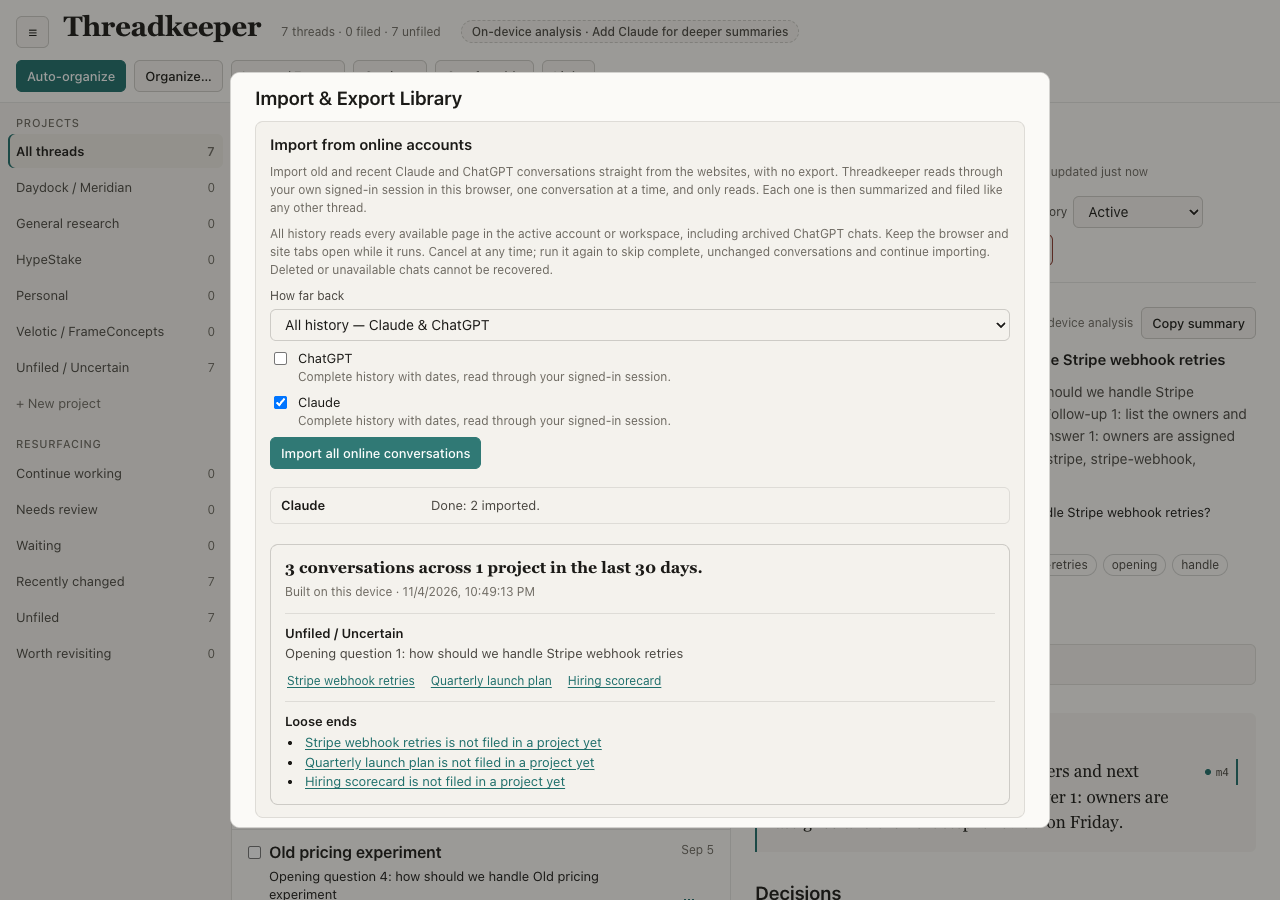 ≡
Threadkeeper
7 threads · 0 filed · 7 unfiled
On-device analysis · Add Claude for deeper summaries
Auto-organize
Organize...
PROJECTS
All threads 7
Daydock / Meridian 0
General research 0
HypeStake 0
Personal 0
Velotic / FrameConcepts 0
Unfiled / Uncertain 7
+ New project
RESURFACING
Continue working 0
Needs review 0
Waiting 0
Recently changed 7
Unfiled 7
Worth revisiting 0
Import & Export Library
Import from online accounts
Import old and recent Claude and ChatGPT conversations straight from the websites, with no export. Threadkeeper reads through
your own signed-in session in this browser, one conversation at a time, and only reads. Each one is then summarized and filed like
any other thread.
All history reads every available page in the active account or workspace, including archived ChatGPT chats. Keep the browser and
site tabs open while it runs. Cancel at any time; run it again to skip complete, unchanged conversations and continue importing.
Deleted or unavailable chats cannot be recovered.
How far back
All history — Claude & ChatGPT
ChatGPT
Complete history with dates, read through your signed-in session.
Claude
Complete history with dates, read through your signed-in session.
Import all online conversations
Claude Done: 2 imported.
3 conversations across 1 project in the last 30 days.
Built on this device · 11/4/2026, 10:49:13 PM
Unfiled / Uncertain
Opening question 1: how should we handle Stripe webhook retries
Stripe webhook retries Quarterly launch plan Hiring scorecard
Loose ends
• Stripe webhook retries is not filed in a project yet
• Quarterly launch plan is not filed in a project yet
• Hiring scorecard is not filed in a project yet
Old pricing experiment Sep 5
Opening question 4: how should we handle Old pricing
experiment
updated just now
Active
device analysis Copy summary
e Stripe webhook retries
should we handle Stripe
follow-up 1: list the owners and
answer 1: owners are assigned
stripe, stripe-webhook,
dle Stripe webhook retries?
retries opening handle
ers and next • m4
er 1: owners are
on Friday.
Decisions